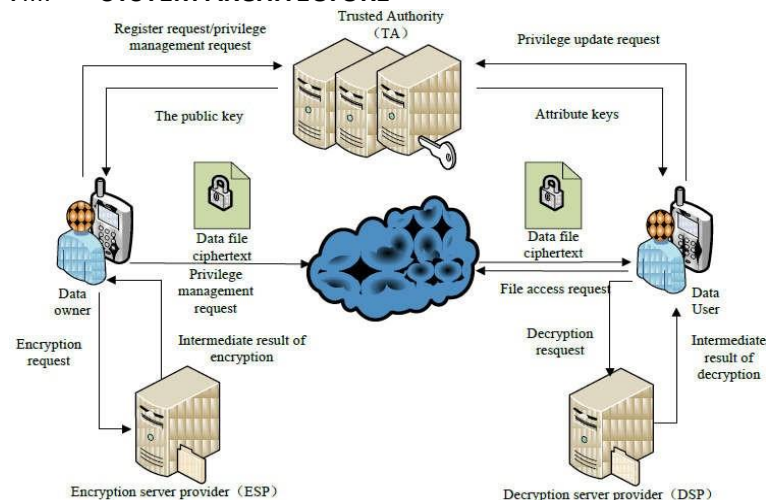 SYSTEM ARCHITECTURE
Trusted Authority
(TA)
Register request/privilege
management request
Privilege update request
The public key
Attribute keys
Data file
ciphertext
Data file
ciphertext
Privilege
management
request
File access request
Data
owner
Data
User
Encryption
request
Intermediate result of
encryption
Decryption
resquest
Intermediate
result of
decryption
Encryption server provider（ESP）
Decryption server provider（DSP）